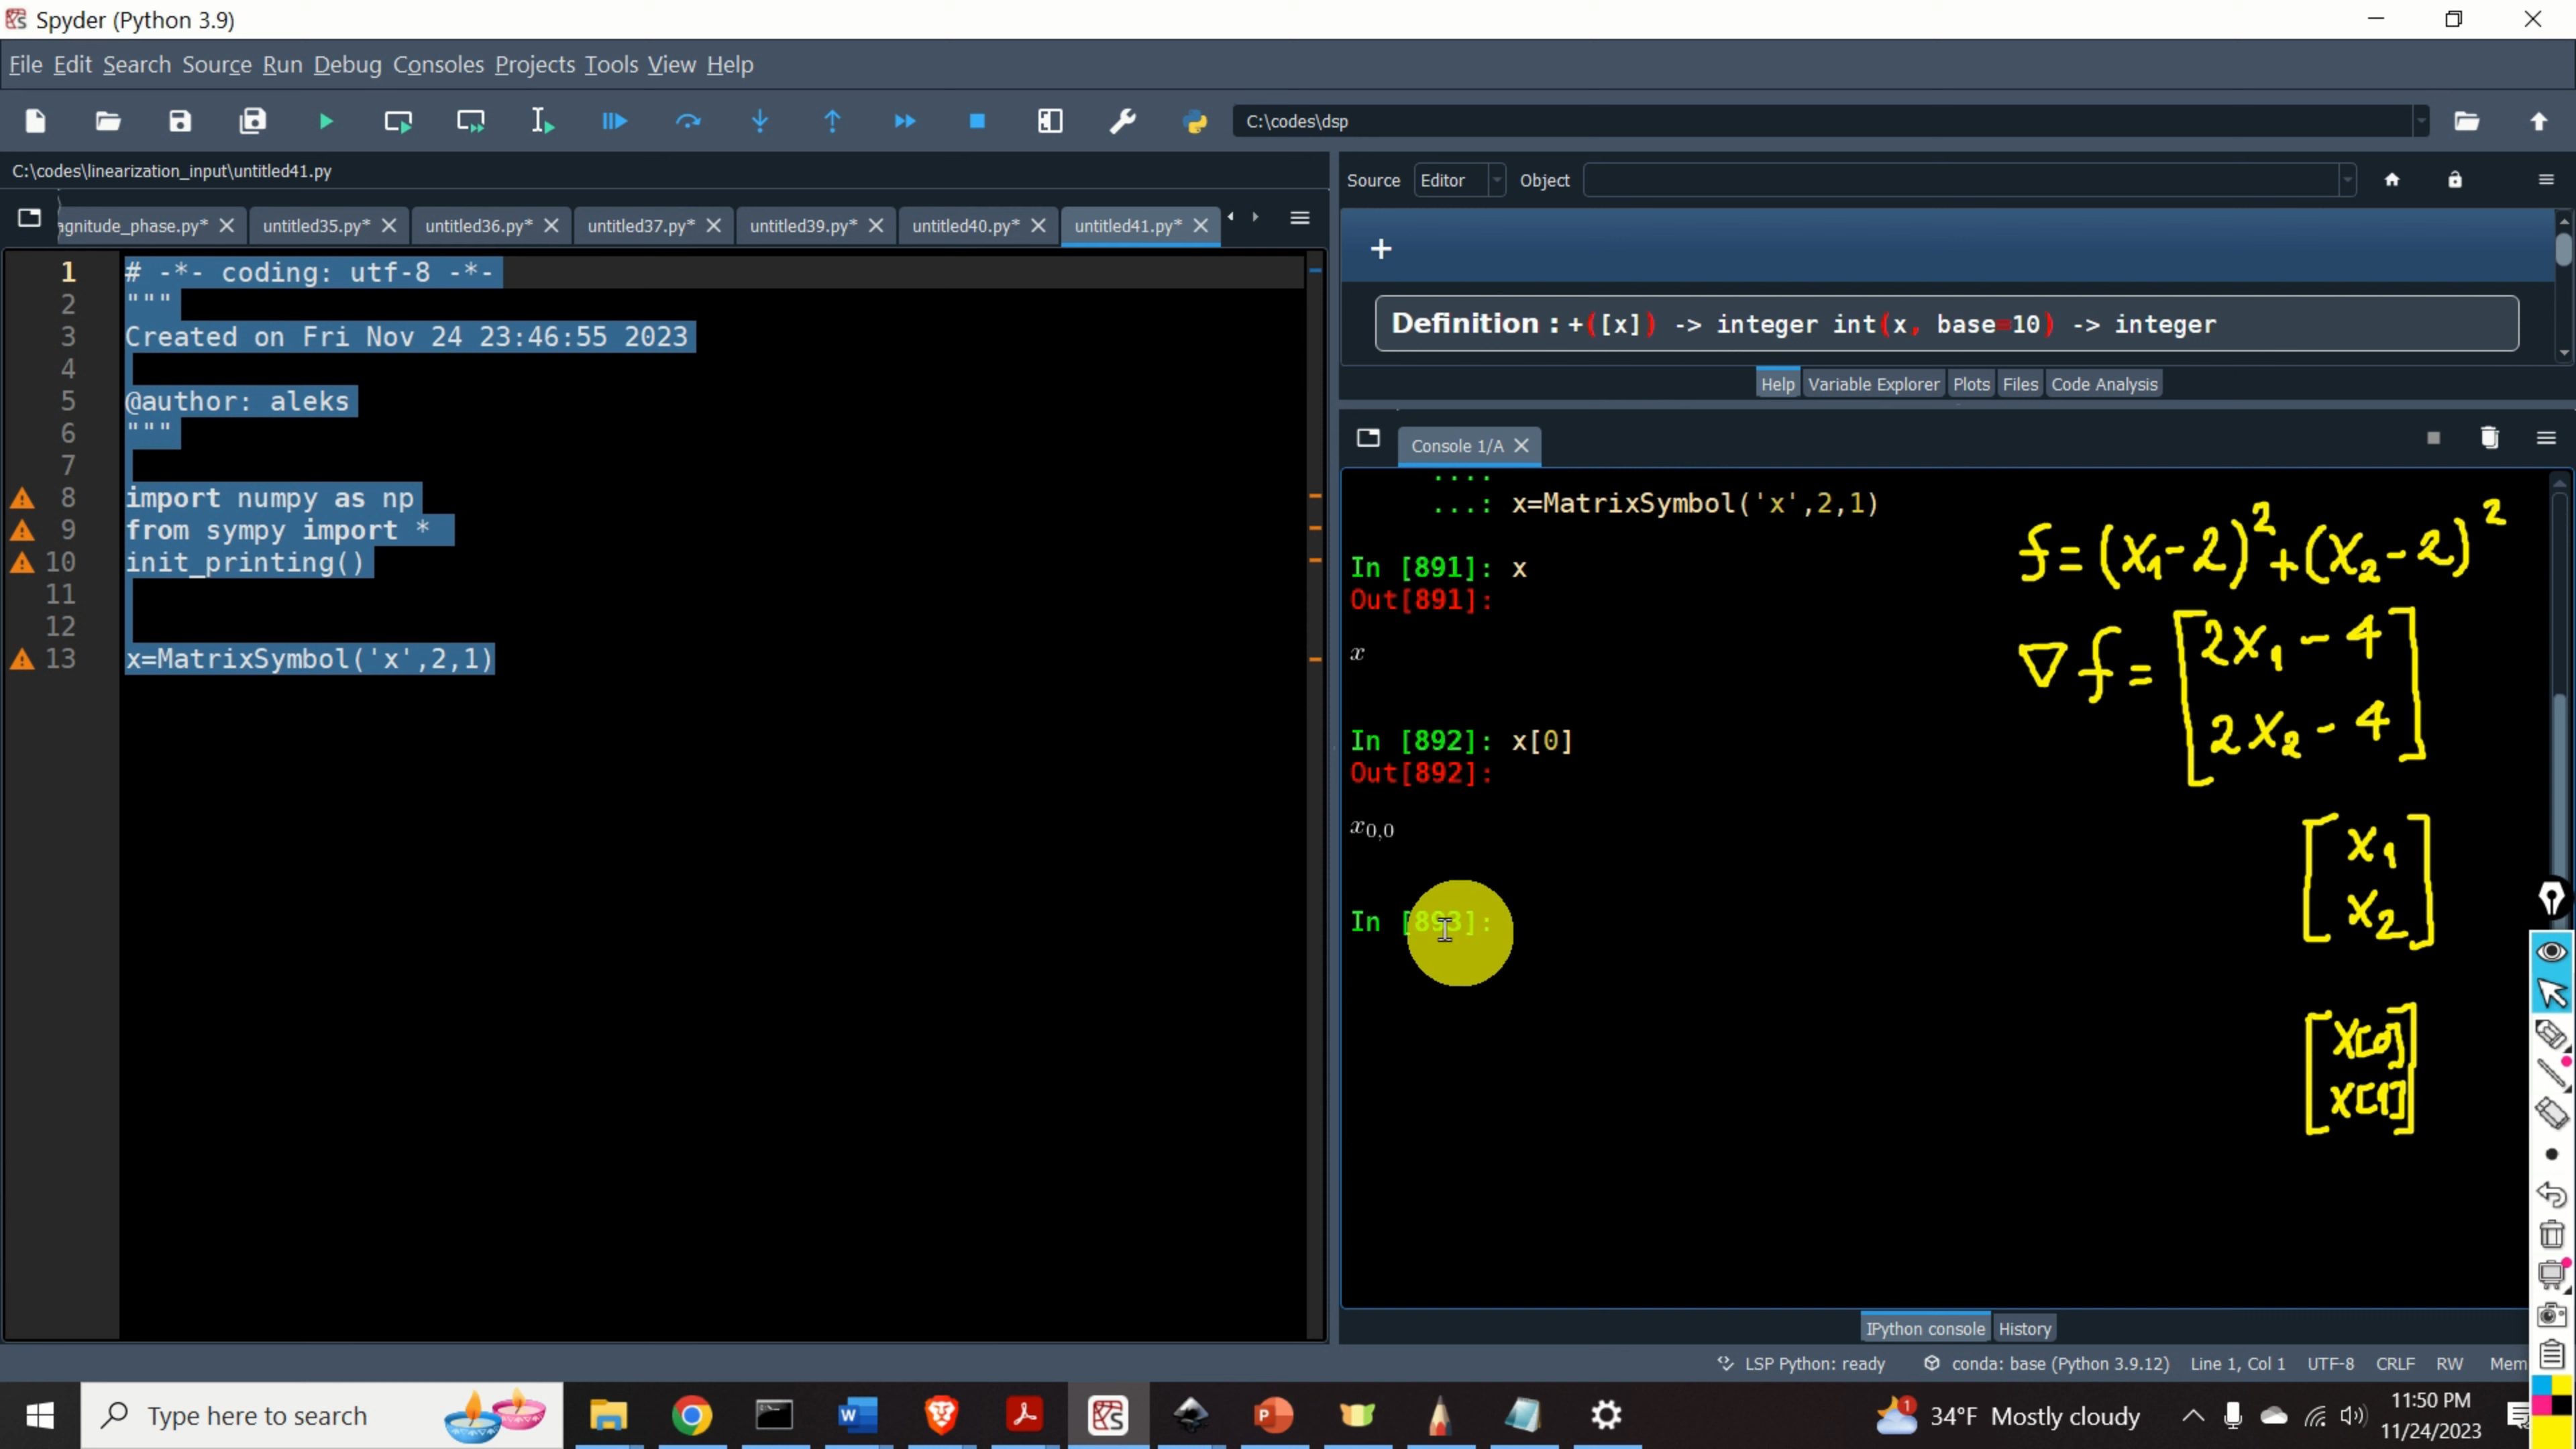 Spyder (Python 3.9)
File Edit Search Source Run Debug Consoles Projects Tools View Help
C:\codes\dsp
C:\codes\linearization_input\untitled41.py
agnitude_phase.py* untitled35.py* untitled36.py* untitled37.py* untitled39.py* untitled40.py* untitled41.py*
1 # -*- coding: utf-8 -*-
2 """
3 Created on Fri Nov 24 23:46:55 2023
4
5 @author: aleks
6 """
7
8 import numpy as np
9 from sympy import *
10 init_printing()
11
12
13 x=MatrixSymbol('x',2,1)
Source Editor Object
+
Definition : +([x]) -> integer int(x, base=10) -> integer
Help Variable Explorer Plots Files Code Analysis
Console 1/A
....:
...: x=MatrixSymbol('x',2,1)
In [891]: x
Out[891]:
x
In [892]: x[0]
Out[892]:
x0,0
In [893]:
f=(x1-2)²+(x2-2)²
∇f=[2x1-4
2x2-4]
[x1
x2]
[x[0]
x[1]]
IPython console History
LSP Python: ready conda: base (Python 3.9.12) Line 1, Col 1 UTF-8 CRLF RW Mem
Type here to search
1 34°F Mostly cloudy 11:50 PM
11/24/2023